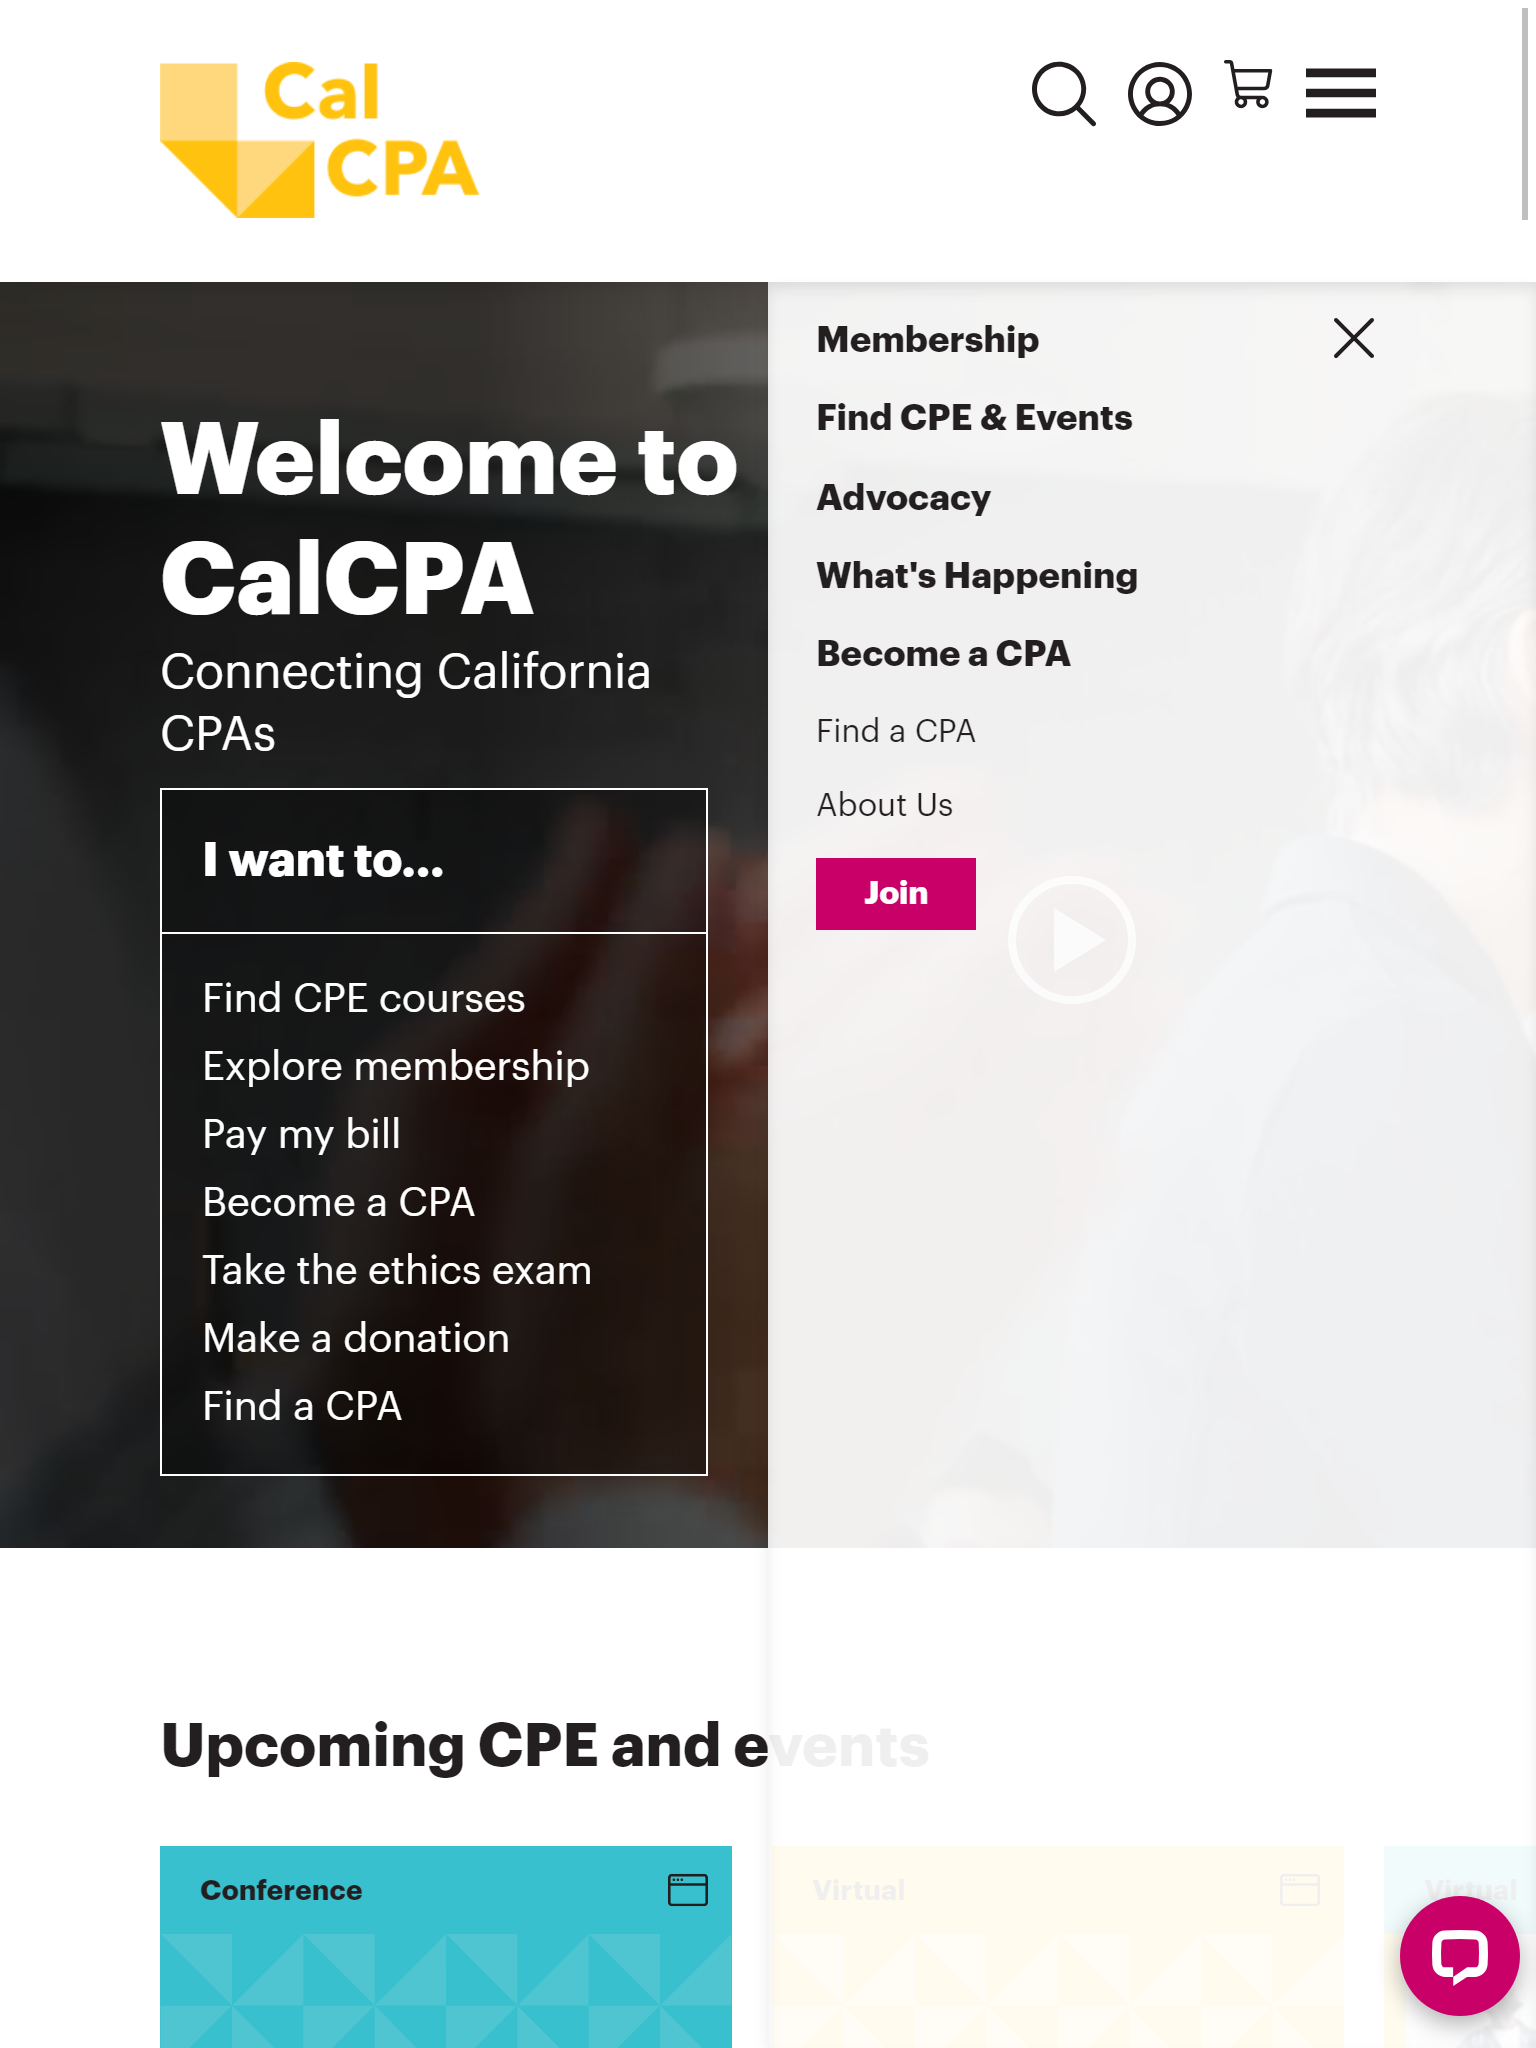 Cal
CPA
Welcome to
CalCPA
Connecting California
CPAs
I want to...
Find CPE courses
Explore membership
Pay my bill
Become a CPA
Take the ethics exam
Make a donation
Find a CPA
Membership
Find CPE & Events
Advocacy
What's Happening
Become a CPA
Find a CPA
About Us
Join
Upcoming CPE and events
Conference
Virtual
Virtual